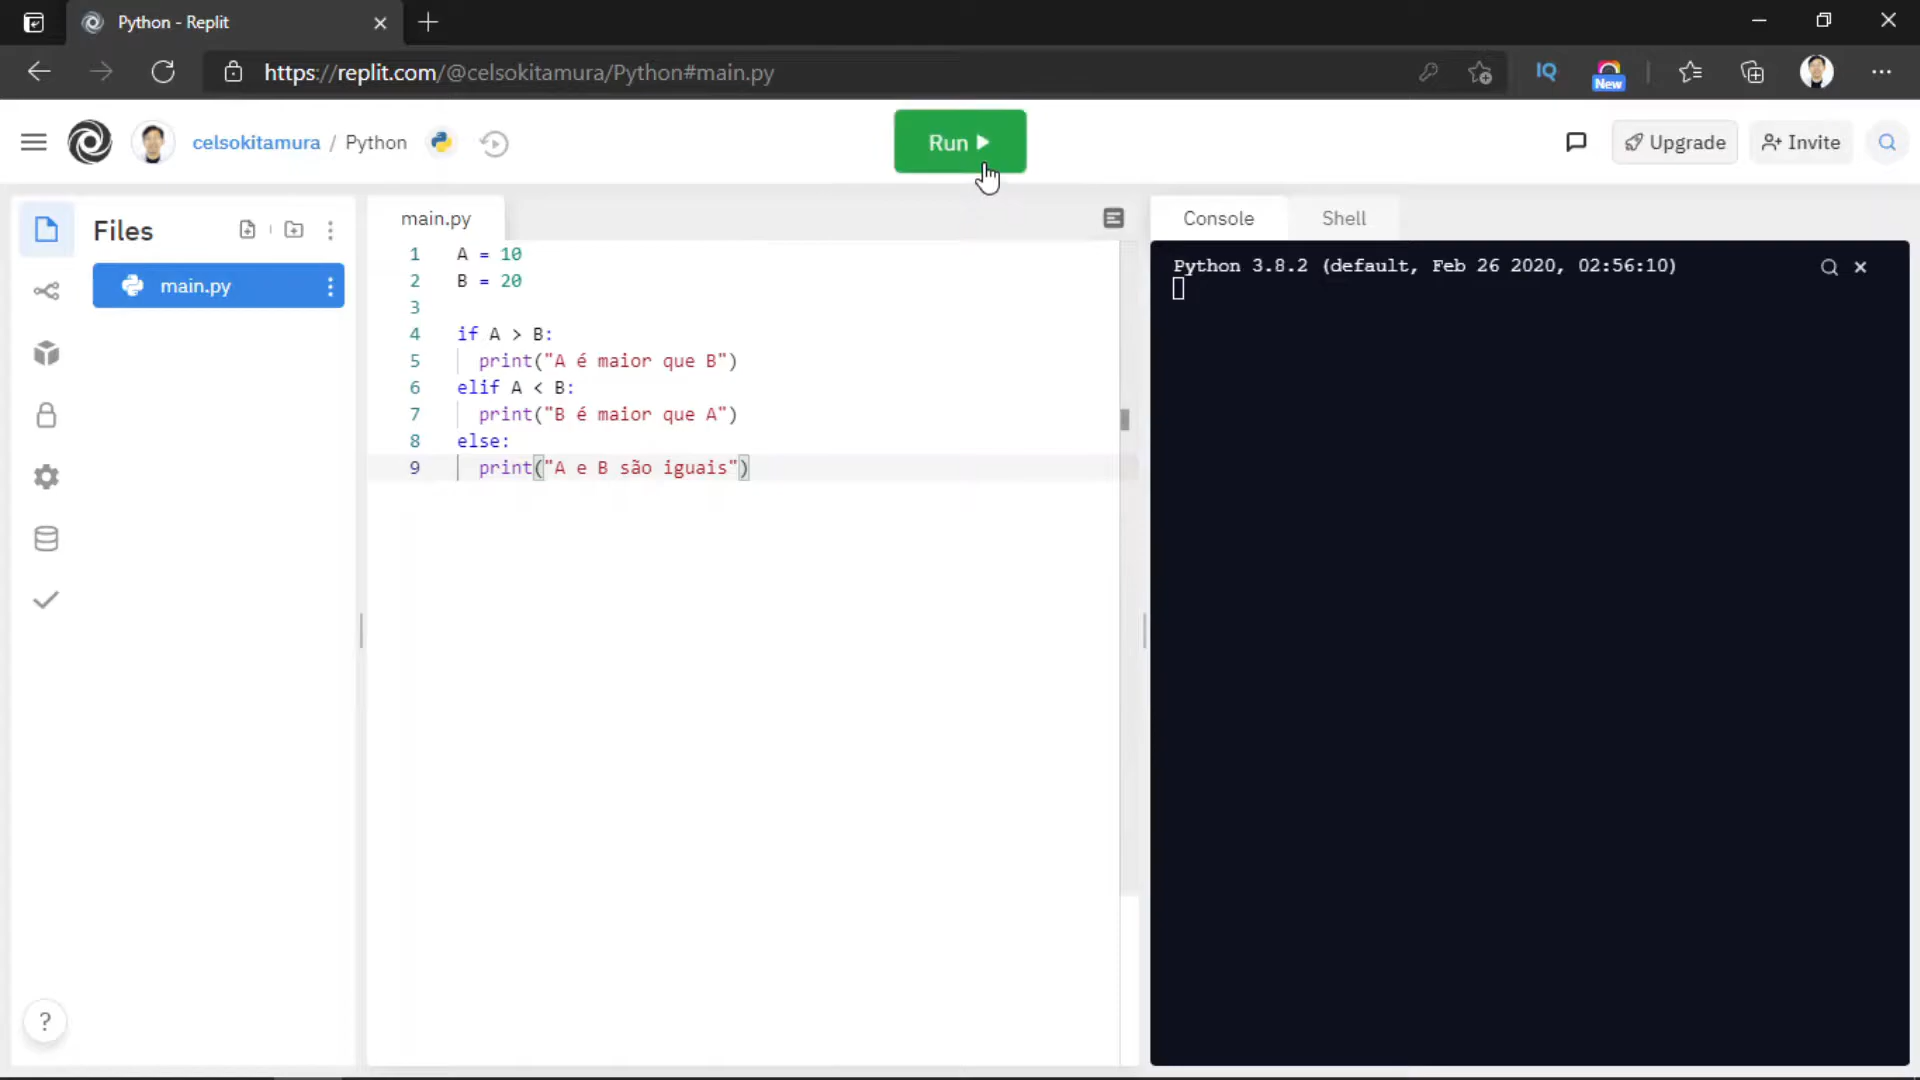 Python - Replit
https://replit.com/@celsokitamura/Python#main.py
IQ
New
celsokitamura / Python
Run
Upgrade
Invite
Files
main.py
main.py
Console
Shell
1 A = 10
2 B = 20
3
4 if A > B:
5 print("A é maior que B")
6 elif A < B:
7 print("B é maior que A")
8 else:
9 print("A e B são iguais")
Python 3.8.2 (default, Feb 26 2020, 02:56:10)
?